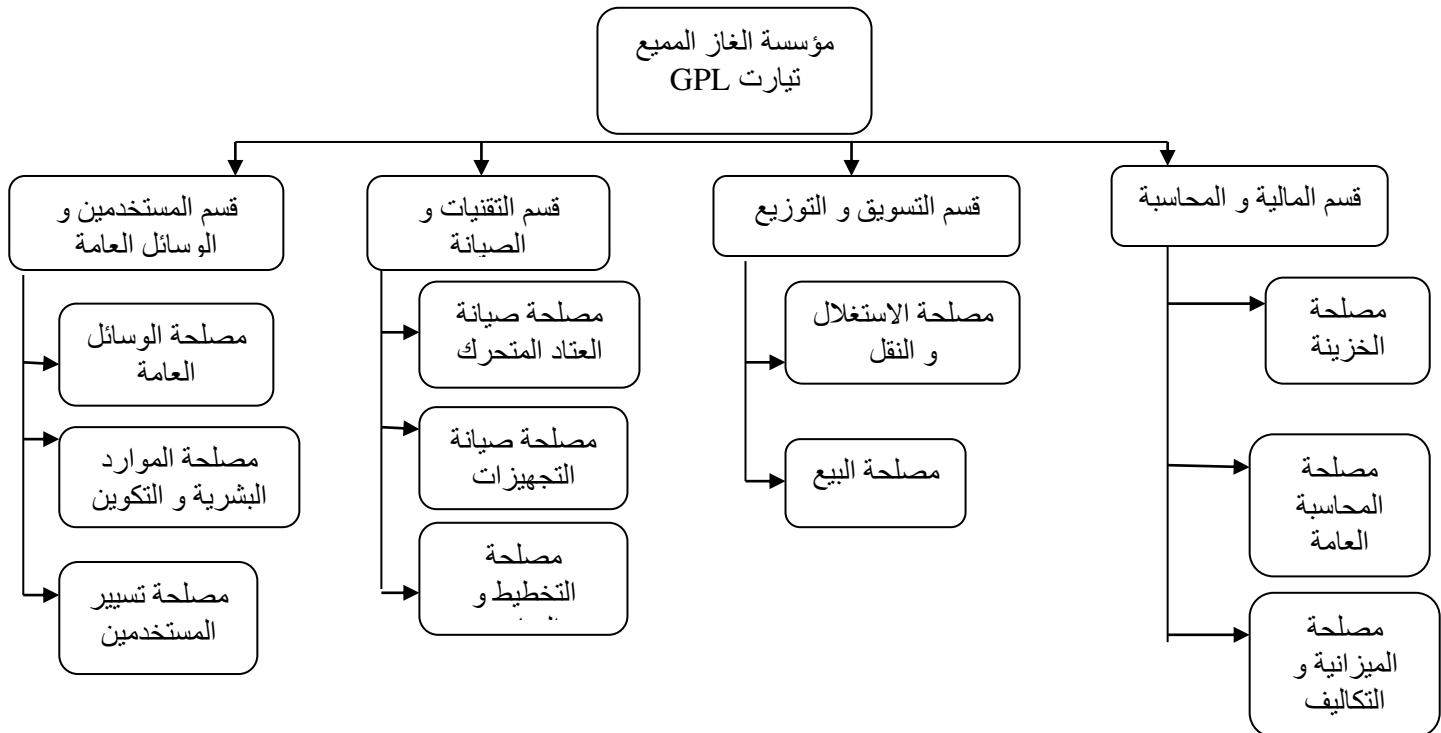 مؤسسة الغاز المميع
تيارت GPL
قسم المالية و المحاسبة
قسم التسويق و التوزيع
قسم التقنيات و
الصيانة
قسم المستخدمين و
الوسائل العامة
مصلحة
الخزينة
مصلحة
المحاسبة
العامة
مصلحة
الميزانية و
التكاليف
مصلحة الاستغلال
و النقل
مصلحة البيع
مصلحة صيانة
العتاد المتحرك
مصلحة صيانة
التجهيزات
مصلحة
التخطيط و
مصلحة الوسائل
العامة
مصلحة الموارد
البشرية و التكوين
مصلحة تسيير
المستخدمين